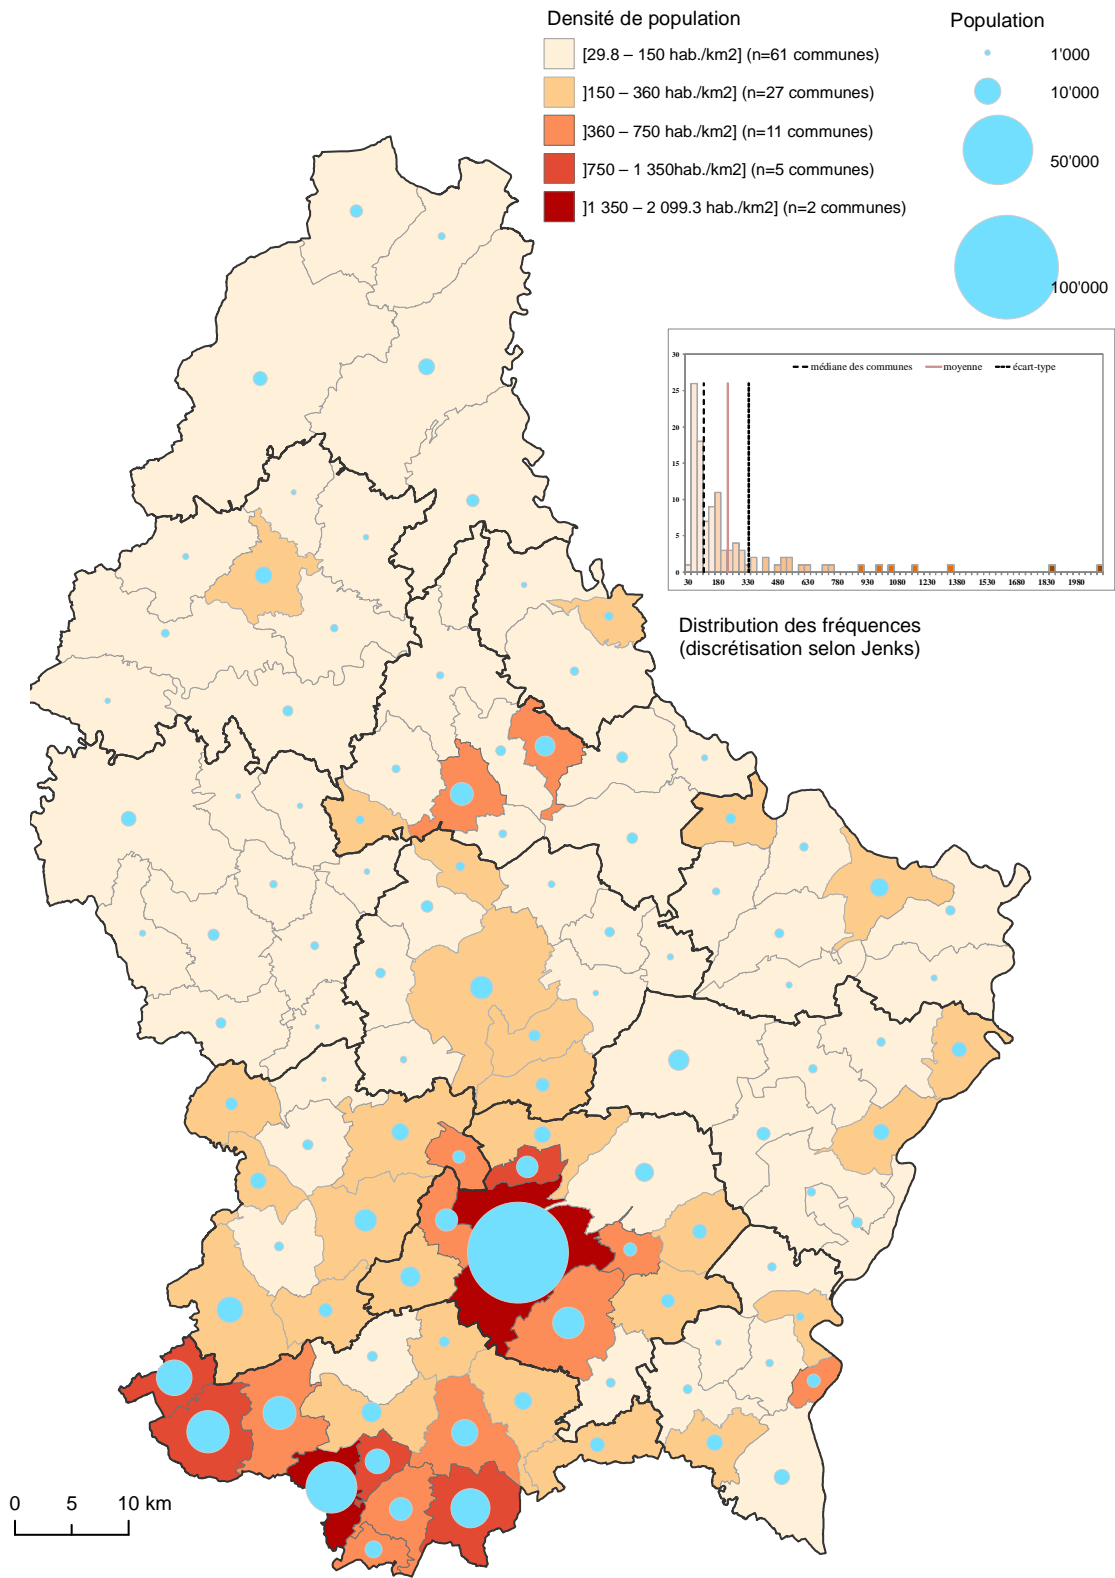 Densité de population
[29.8 – 150 hab./km2] (n=61 communes)
]150 – 360 hab./km2] (n=27 communes)
]360 – 750 hab./km2] (n=11 communes)
]750 – 1 350hab./km2] (n=5 communes)
]1 350 – 2 099.3 hab./km2] (n=2 communes)
Population
1'000
10'000
50'000
100'000
30
25
20
15
10
5
0
médiane des communes
moyenne
écart-type
30 180 330 480 630 780 930 1080 1230 1380 1530 1680 1830 1980
Distribution des fréquences
(discrétisation selon Jenks)
0 5 10 km